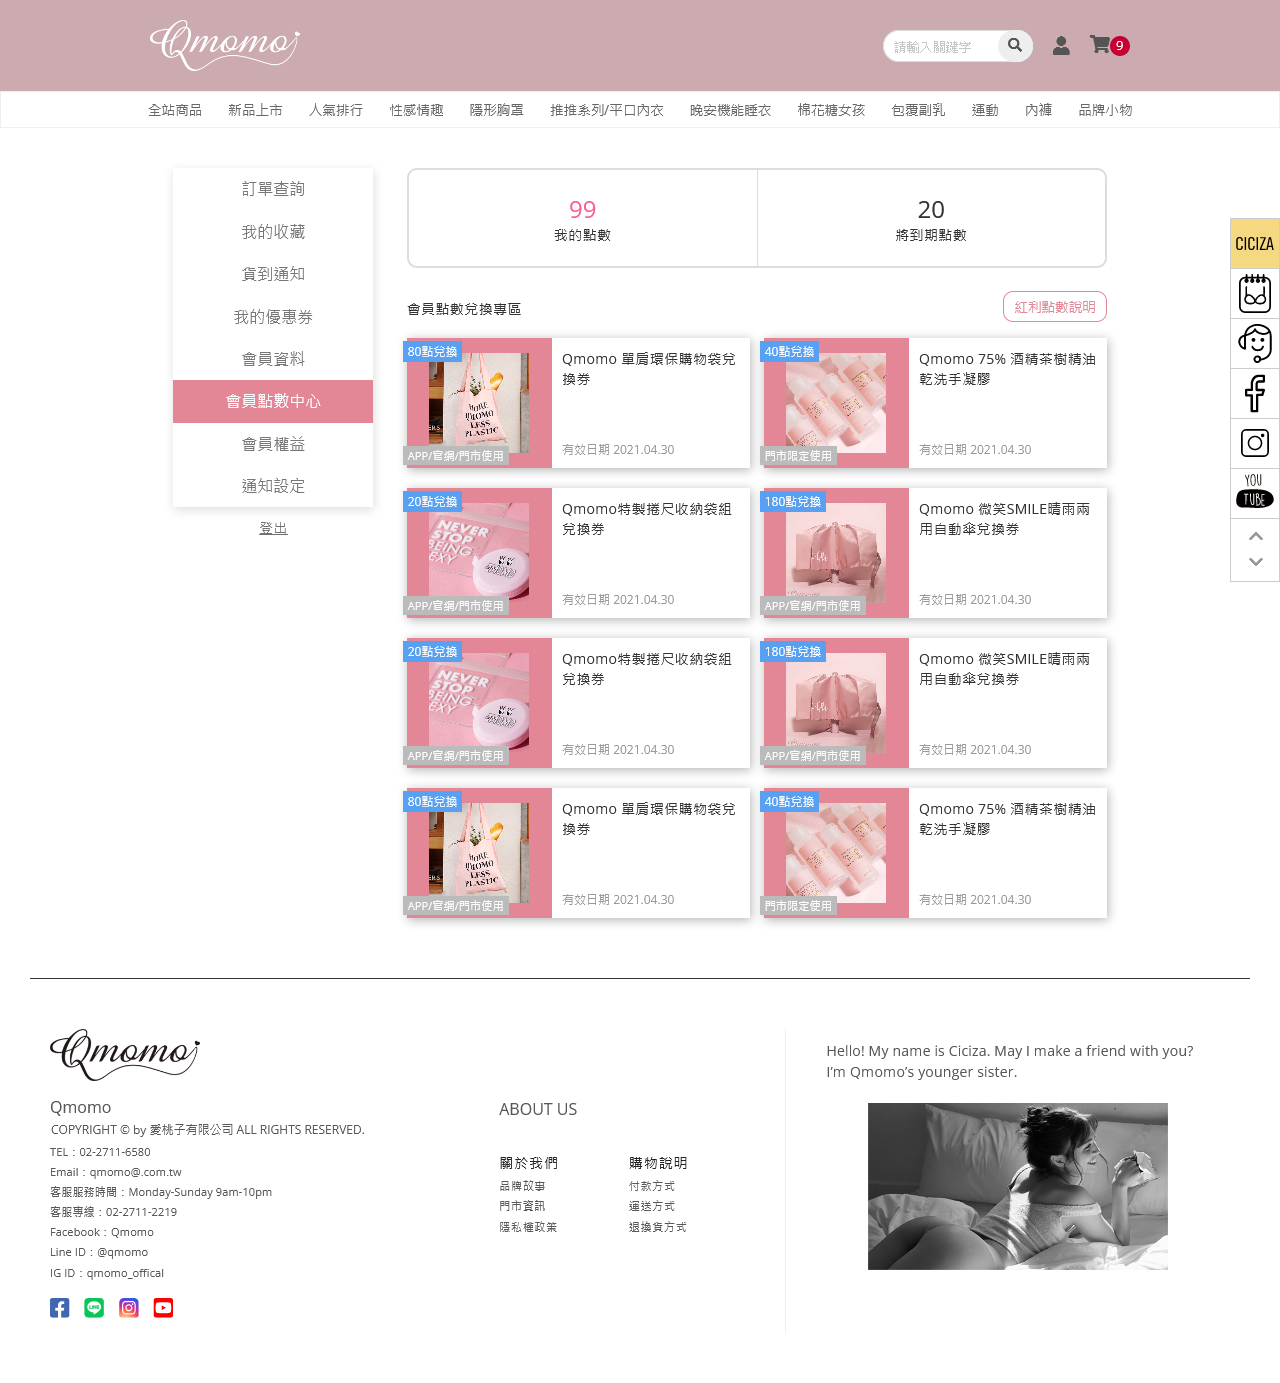 Qmomo
請輸入關鍵字
9
全站商品 新品上市 人氣排行 性感情趣 隱形胸罩 推推系列/平口內衣 晚安機能睡衣 棉花糖女孩 包覆副乳 運動 內褲 品牌小物
訂單查詢
我的收藏
貨到通知
我的優惠券
會員資料
會員點數中心
會員權益
通知設定
登出
99
我的點數
20
將到期點數
會員點數兌換專區
紅利點數說明
80點兌換
MORE
QMOMO
LESS
PLASTIC
APP/官網/門市使用
Qmomo 單肩環保購物袋兌
換券
有效日期 2021.04.30
40點兌換
門市限定使用
Qmomo 75% 酒精茶樹精油
乾洗手凝膠
有效日期 2021.04.30
20點兌換
NEVER
STOP
BEING
SEXY
QMOMO
APP/官網/門市使用
Qmomo特製捲尺收納袋組
兌換券
有效日期 2021.04.30
180點兌換
APP/官網/門市使用
Qmomo 微笑SMILE晴雨兩
用自動傘兌換券
有效日期 2021.04.30
20點兌換
NEVER
STOP
BEING
SEXY
QMOMO
APP/官網/門市使用
Qmomo特製捲尺收納袋組
兌換券
有效日期 2021.04.30
180點兌換
APP/官網/門市使用
Qmomo 微笑SMILE晴雨兩
用自動傘兌換券
有效日期 2021.04.30
80點兌換
MORE
QMOMO
LESS
PLASTIC
APP/官網/門市使用
Qmomo 單肩環保購物袋兌
換券
有效日期 2021.04.30
40點兌換
門市限定使用
Qmomo 75% 酒精茶樹精油
乾洗手凝膠
有效日期 2021.04.30
CICIZA
YOU
TUBE
Qmomo
Qmomo
COPYRIGHT © by 愛桃子有限公司 ALL RIGHTS RESERVED.
TEL：02-2711-6580
Email：qmomo@.com.tw
客服服務時間：Monday-Sunday 9am-10pm
客服專線：02-2711-2219
Facebook：Qmomo
Line ID：@qmomo
IG ID：qmomo_offical
ABOUT US
關於我們
品牌故事
門市資訊
隱私權政策
購物說明
付款方式
運送方式
退換貨方式
Hello! My name is Ciciza. May I make a friend with you?
I’m Qmomo’s younger sister.